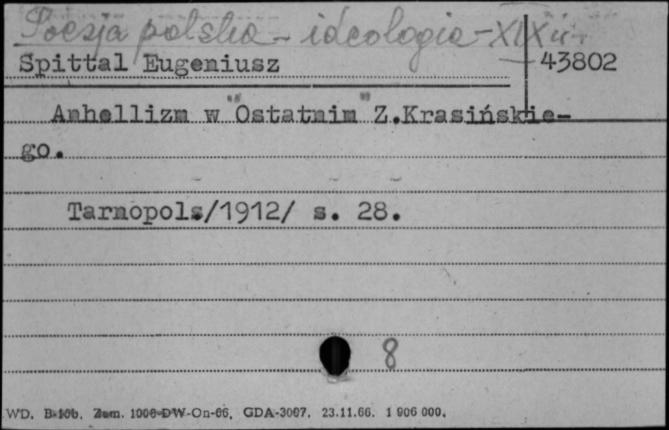 Poezja polska - ideologia - XIX w.
Spittal Eugeniusz 43802
Anhellizm w "Ostatnim" Z.Krasińskie-
go.
Tarnopol./1912/ s. 28.
8
WD. B-10b. Zam. 1006-DW-On-66, GDA-3007. 23.11.66. 1 906 000.